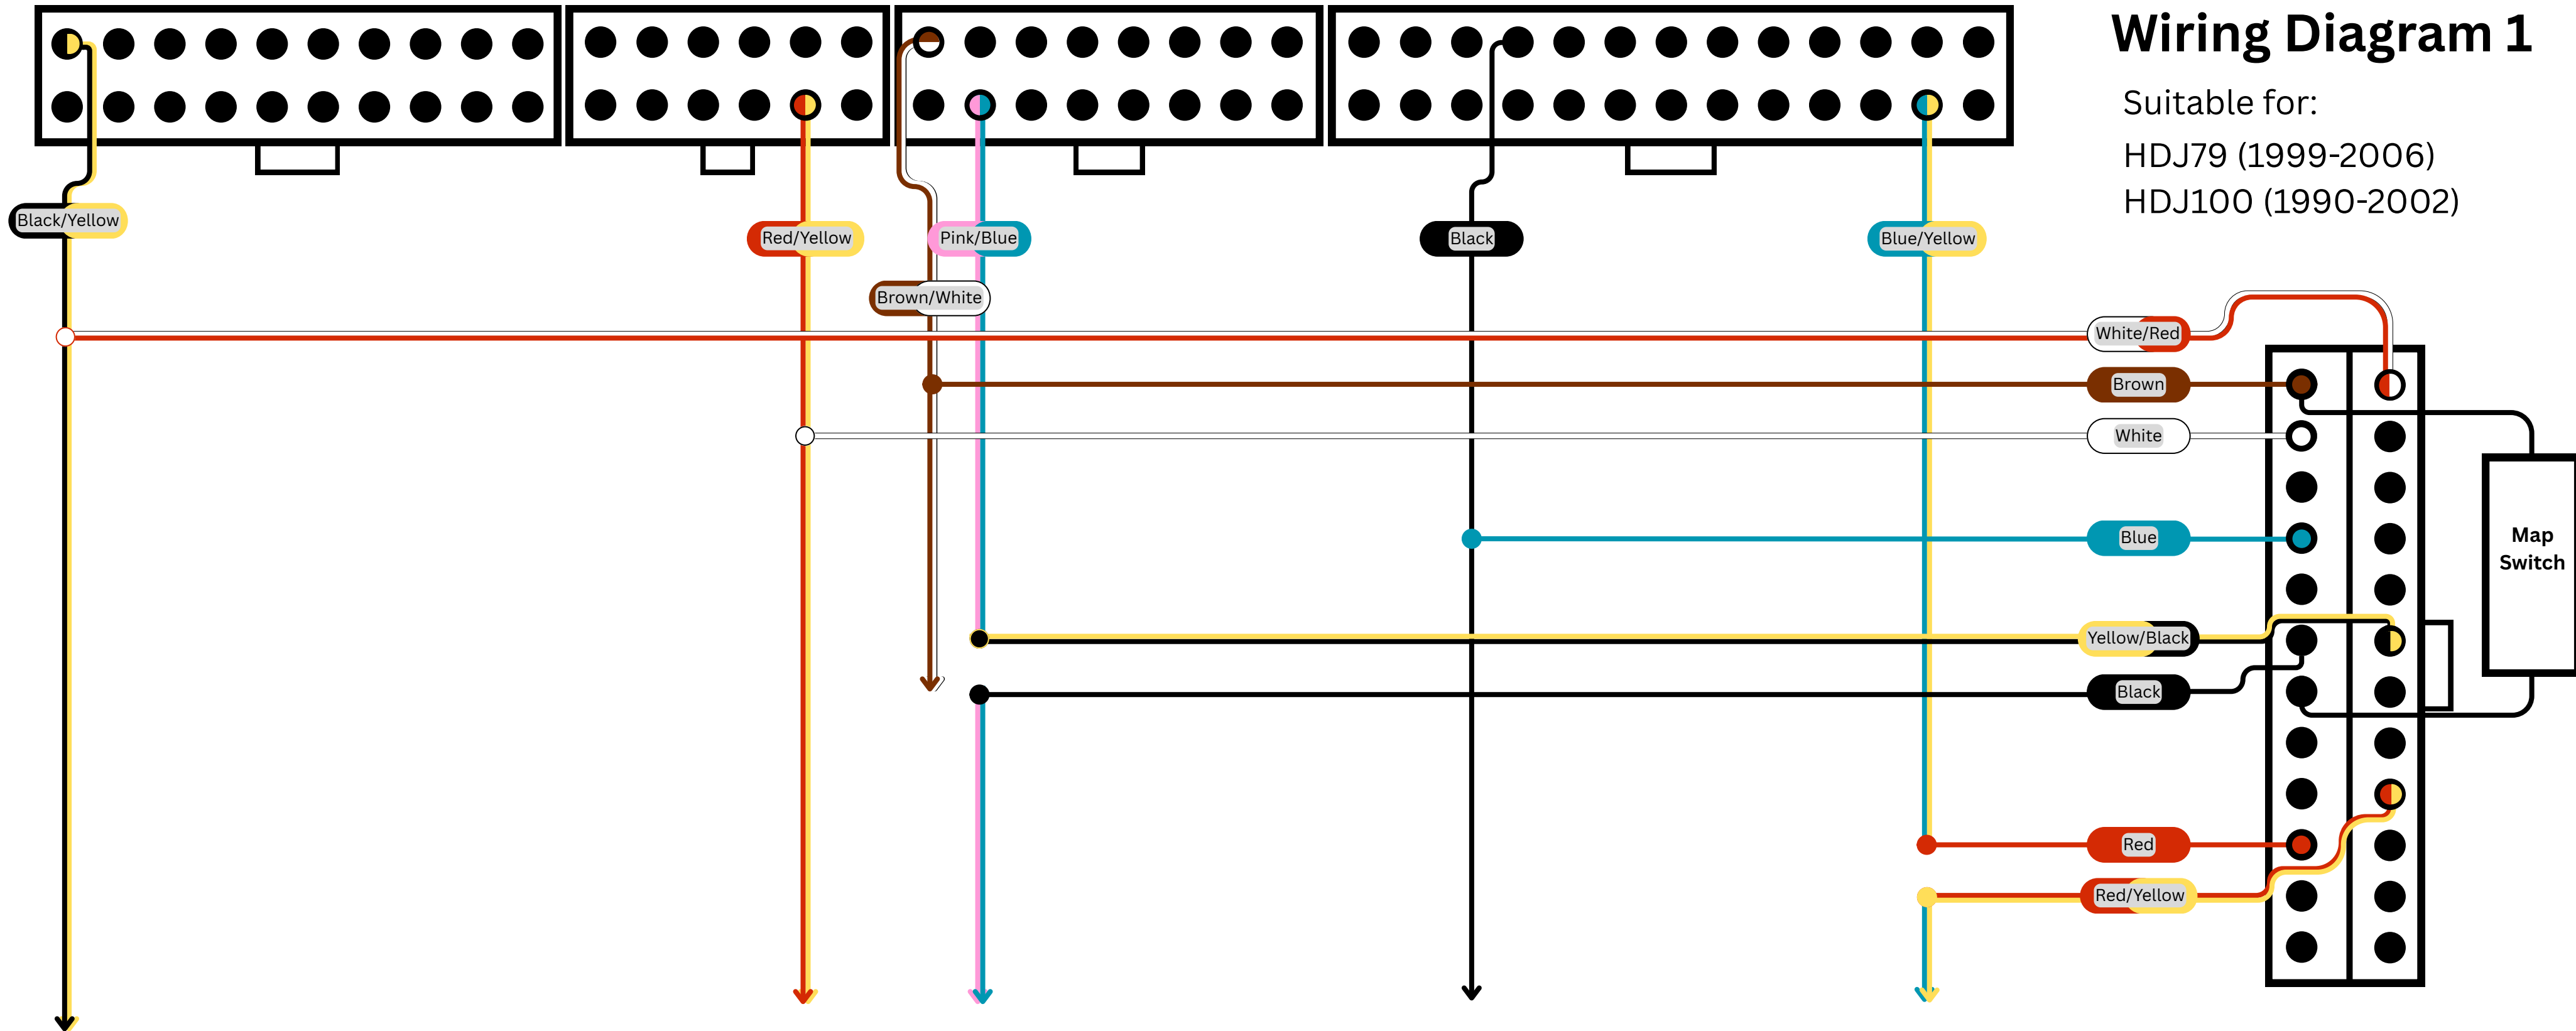 Wiring Diagram 1
Suitable for:
HDJ79 (1999-2006)
HDJ100 (1990-2002)
Black/Yellow
Red/Yellow
Pink/Blue
Black
Blue/Yellow
Brown/White
White/Red
Brown
White
Blue
Map
Switch
Yellow/Black
Black
Red
Red/Yellow